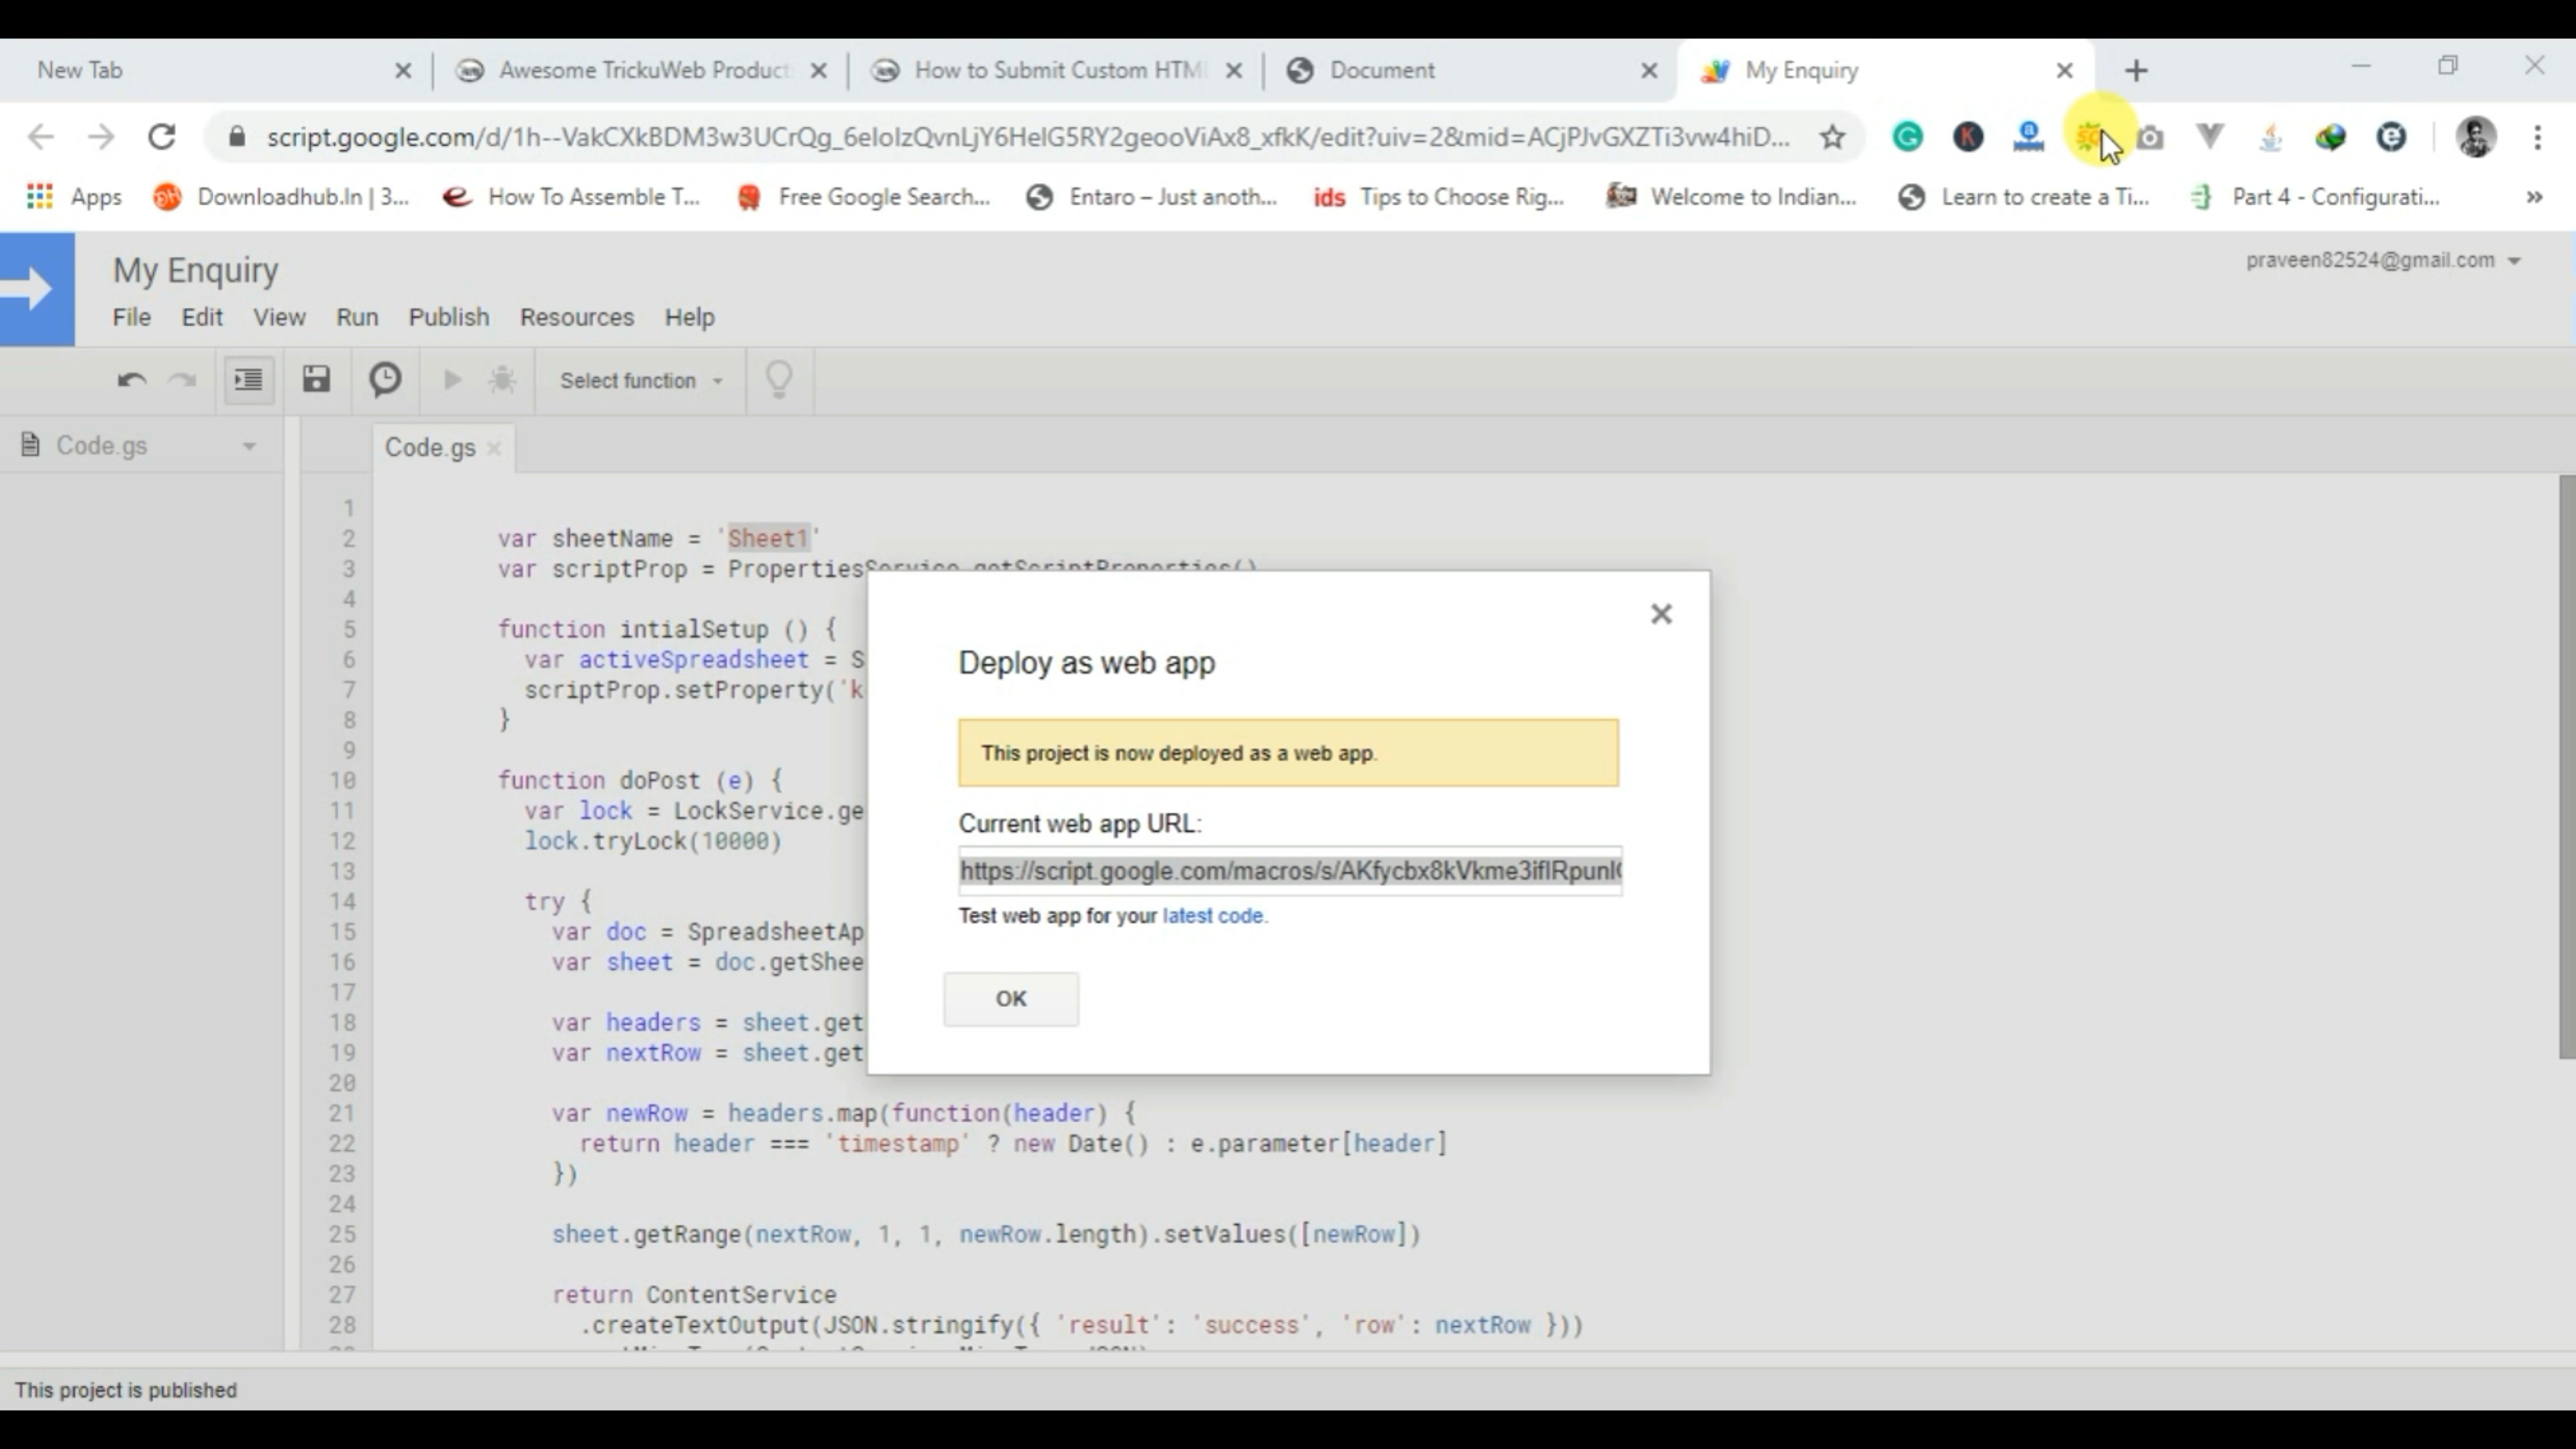 New Tab
Awesome TrickuWeb Product
How to Submit Custom HTML
Document
My Enquiry
script.google.com/d/1h--VakCXkBDM3w3UCrQg_6eloIzQvnLjY6HelG5RY2geooViAx8_xfkK/edit?uiv=2&mid=ACjPJvGXZTi3vw4hiD...
Apps
Downloadhub.In | 3...
How To Assemble T...
Free Google Search...
Entaro – Just anoth...
ids Tips to Choose Rig...
Welcome to Indian...
Learn to create a Ti...
Part 4 - Configurati...
»
My Enquiry
praveen82524@gmail.com
File Edit View Run Publish Resources Help
Select function
Code.gs
Code.gs
1
2 var sheetName = 'Sheet1'
3 var scriptProp = PropertiesService.getScriptProperties()
4
5 function intialSetup () {
6 var activeSpreadsheet = S
7 scriptProp.setProperty('k
8 }
9
10 function doPost (e) {
11 var lock = LockService.ge
12 lock.tryLock(10000)
13
14 try {
15 var doc = SpreadsheetAp
16 var sheet = doc.getShee
17
18 var headers = sheet.get
19 var nextRow = sheet.get
20
21 var newRow = headers.map(function(header) {
22 return header === 'timestamp' ? new Date() : e.parameter[header]
23 })
24
25 sheet.getRange(nextRow, 1, 1, newRow.length).setValues([newRow])
26
27 return ContentService
28 .createTextOutput(JSON.stringify({ 'result': 'success', 'row': nextRow }))
Deploy as web app
This project is now deployed as a web app.
Current web app URL:
https://script.google.com/macros/s/AKfycbx8kVkme3iflRpunl
Test web app for your latest code.
OK
This project is published